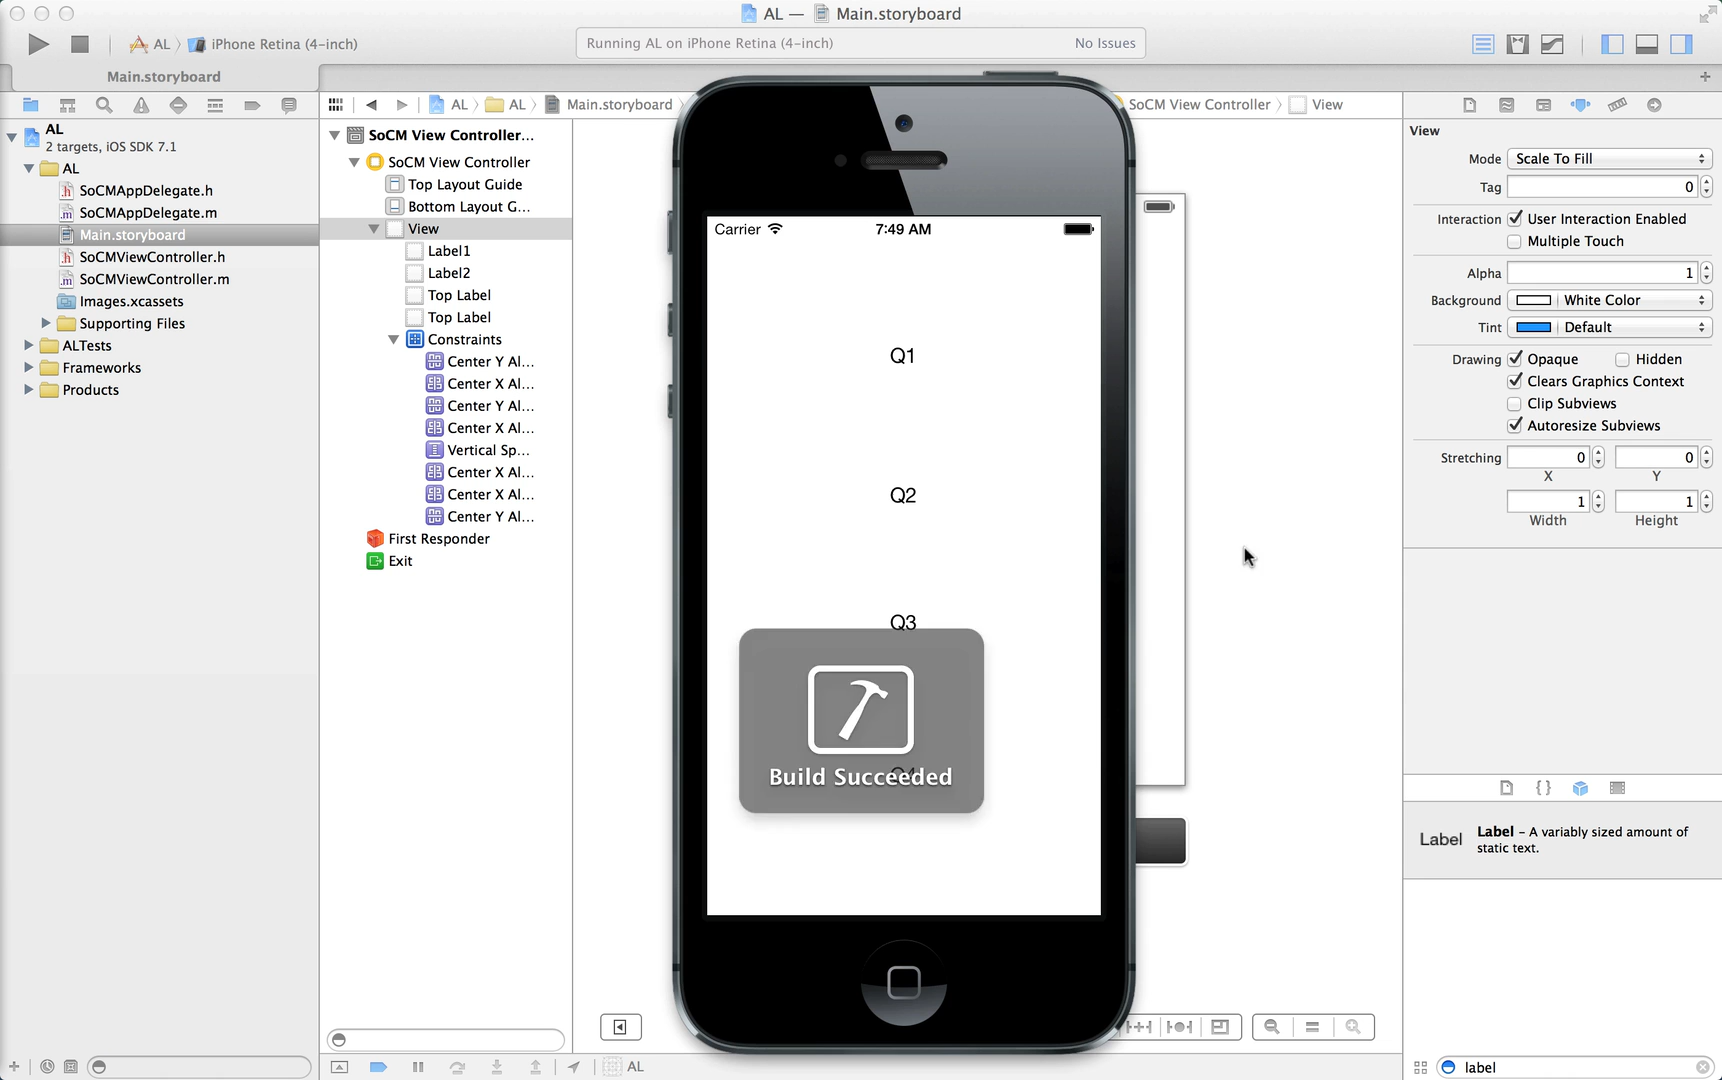 AL — Main.storyboard
AL iPhone Retina (4-inch)
Running AL on iPhone Retina (4-inch) No Issues
Main.storyboard
AL AL Main.storyboard SoCM View Controller View
AL
2 targets, iOS SDK 7.1
AL
SoCMAppDelegate.h
SoCMAppDelegate.m
Main.storyboard
SoCMViewController.h
SoCMViewController.m
Images.xcassets
Supporting Files
ALTests
Frameworks
Products
SoCM View Controller...
SoCM View Controller
Top Layout Guide
Bottom Layout G...
View
Label1
Label2
Top Label
Top Label
Constraints
Center Y Al...
Center X Al...
Center Y Al...
Center X Al...
Vertical Sp...
Center X Al...
Center X Al...
Center Y Al...
First Responder
Exit
Carrier 7:49 AM
Q1
Q2
Q3
Build Succeeded
View
Mode Scale To Fill
Tag 0
Interaction User Interaction Enabled
Multiple Touch
Alpha 1
Background White Color
Tint Default
Drawing Opaque Hidden
Clears Graphics Context
Clip Subviews
Autoresize Subviews
Stretching 0 0
X Y
1 1
Width Height
Label
Label – A variably sized amount of
static text.
AL
label